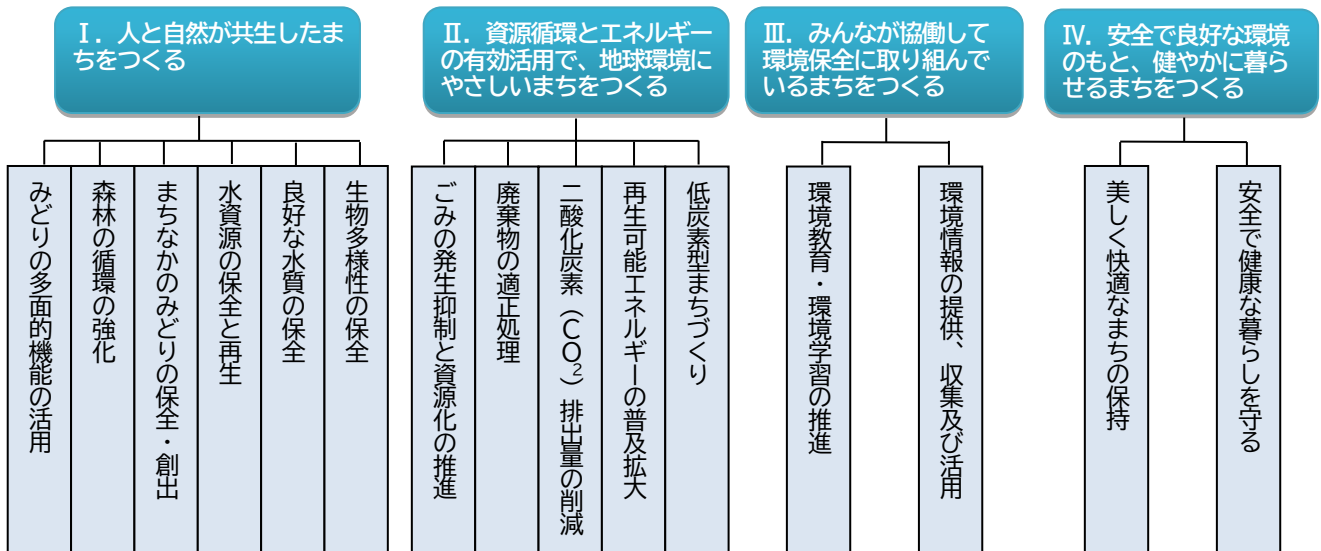 Ⅰ．人と自然が共生したま
ちをつくる
みどりの多面的機能の活用
森林の循環の強化
まちなかのみどりの保全・創出
水資源の保全と再生
良好な水質の保全
生物多様性の保全
Ⅱ．資源循環とエネルギー
の有効活用で、地球環境に
やさしいまちをつくる
ごみの発生抑制と資源化の推進
廃棄物の適正処理
二酸化炭素（ＣＯ₂）排出量の削減
再生可能エネルギーの普及拡大
低炭素型まちづくり
Ⅲ．みんなが協働して
環境保全に取り組んで
いるまちをつくる
環境教育・環境学習の推進
環境情報の提供、収集及び活用
Ⅳ．安全で良好な環境
のもと、健やかに暮ら
せるまちをつくる
美しく快適なまちの保持
安全で健康な暮らしを守る